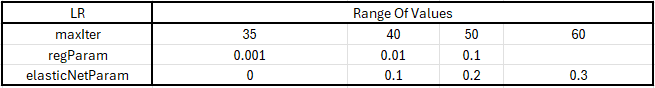 LR Range Of Values
maxIter 35 40 50 60
regParam 0.001 0.01 0.1
elasticNetParam 0 0.1 0.2 0.3